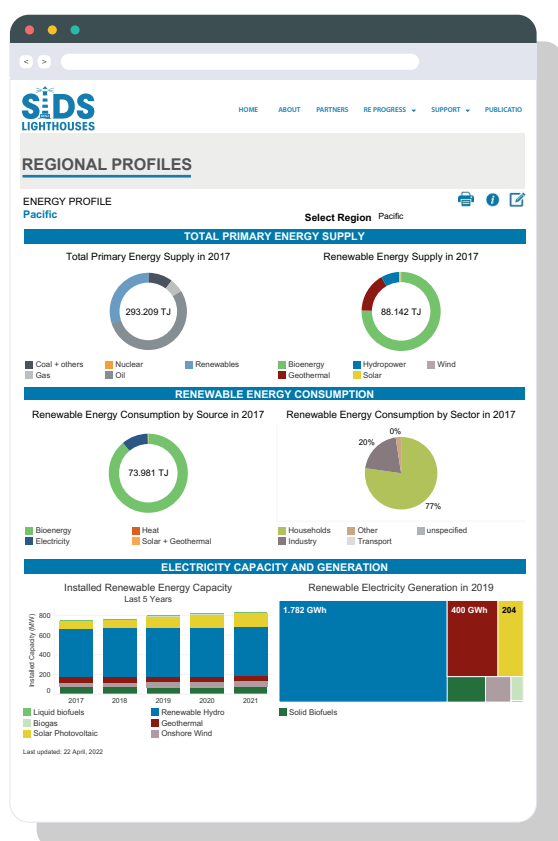 < >
SIDS
LIGHTHOUSES
HOME ABOUT PARTNERS RE PROGRESS SUPPORT PUBLICATIO
REGIONAL PROFILES
ENERGY PROFILE
Pacific
Select Region Pacific
TOTAL PRIMARY ENERGY SUPPLY
Total Primary Energy Supply in 2017
293.209 TJ
Coal + others Nuclear Renewables
Gas Oil
Renewable Energy Supply in 2017
88.142 TJ
Bioenergy Hydropower Wind
Geothermal Solar
RENEWABLE ENERGY CONSUMPTION
Renewable Energy Consumption by Source in 2017
73.981 TJ
Bioenergy Heat
Electricity Solar + Geothermal
Renewable Energy Consumption by Sector in 2017
0%
20%
77%
Households Other unspecified
Industry Transport
ELECTRICITY CAPACITY AND GENERATION
Installed Renewable Energy Capacity
Last 5 Years
Installed Capacity (MW)
800
600
400
200
0
2017 2018 2019 2020 2021
Liquid biofuels Renewable Hydro
Biogas Geothermal
Solar Photovoltaic Onshore Wind
Renewable Electricity Generation in 2019
1.782 GWh 400 GWh 204
Solid Biofuels
Last updated: 22 April, 2022